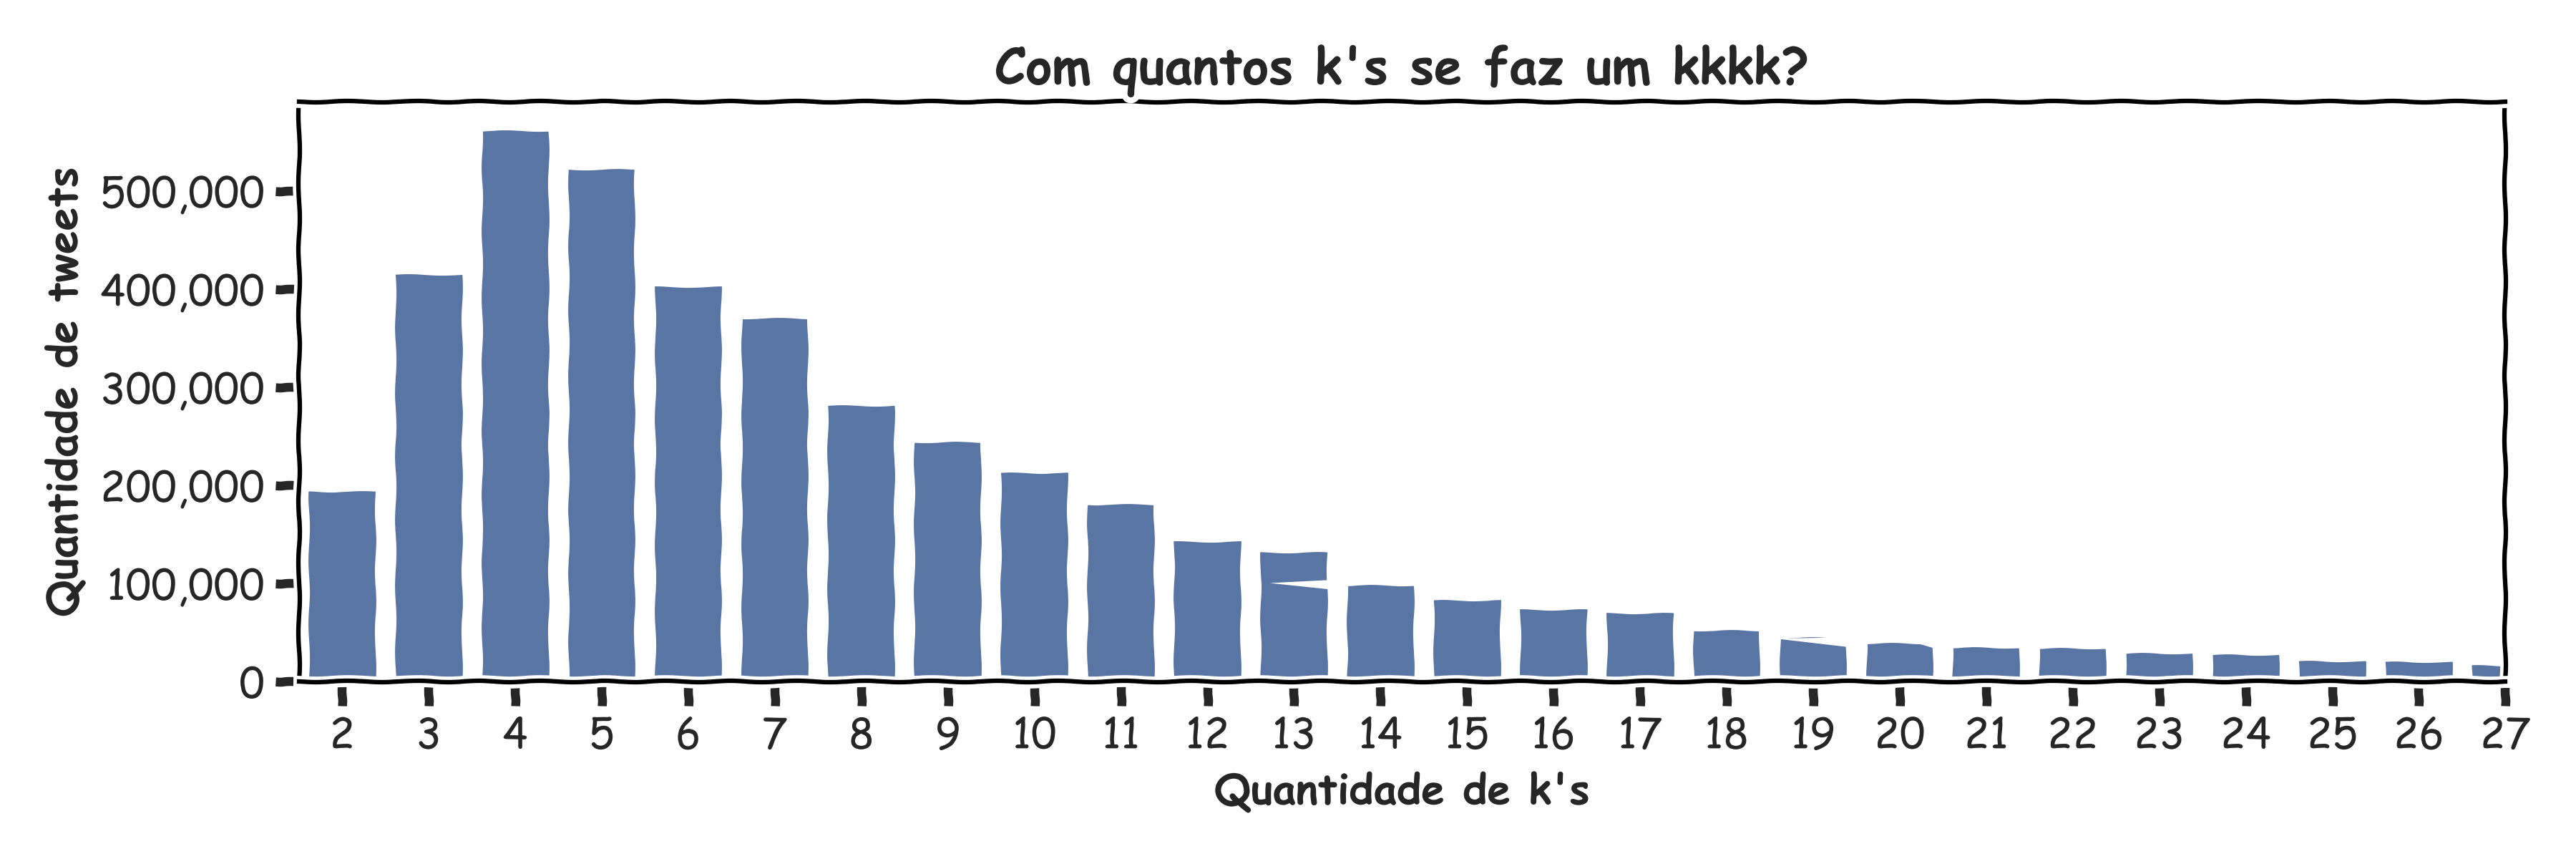 Com quantos k's se faz um kkkk?
Quantidade de tweets
500,000
400,000
300,000
200,000
100,000
0
2 3 4 5 6 7 8 9 10 11 12 13 14 15 16 17 18 19 20 21 22 23 24 25 26 27
Quantidade de k's